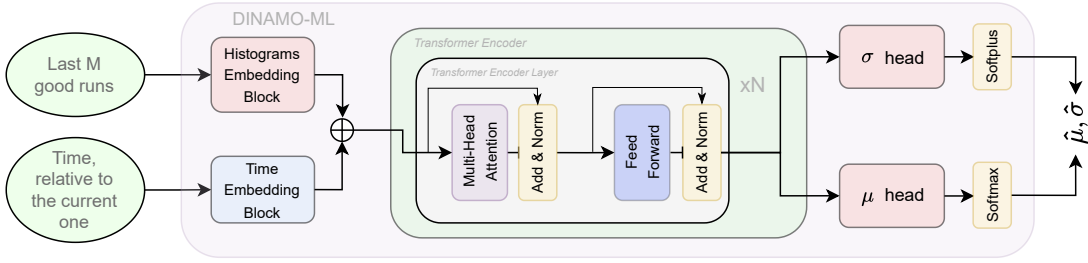 DINAMO-ML
Last M
good runs
Time,
relative to
the current
one
Histograms
Embedding
Block
Time
Embedding
Block
Transformer Encoder
Transformer Encoder Layer
xN
Multi-Head
Attention
Add & Norm
Feed
Forward
Add & Norm
σ head
Softplus
μ head
Softmax
μ̂, σ̂